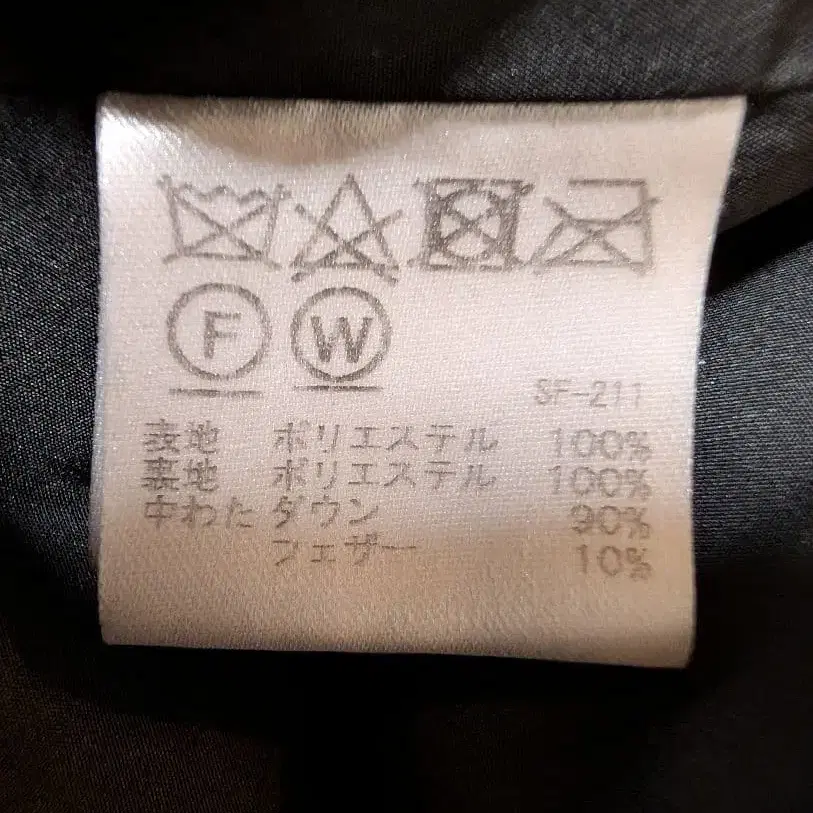 F W
SF-211
表地 ポリエステル 100%
裏地 ポリエステル 100%
中わた ダウン 90%
フェザー 10%